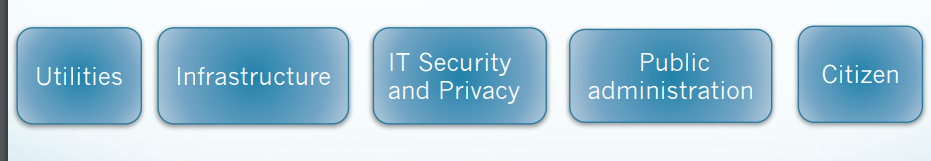 Utilities
Infrastructure
IT Security
and Privacy
Public
administration
Citizen